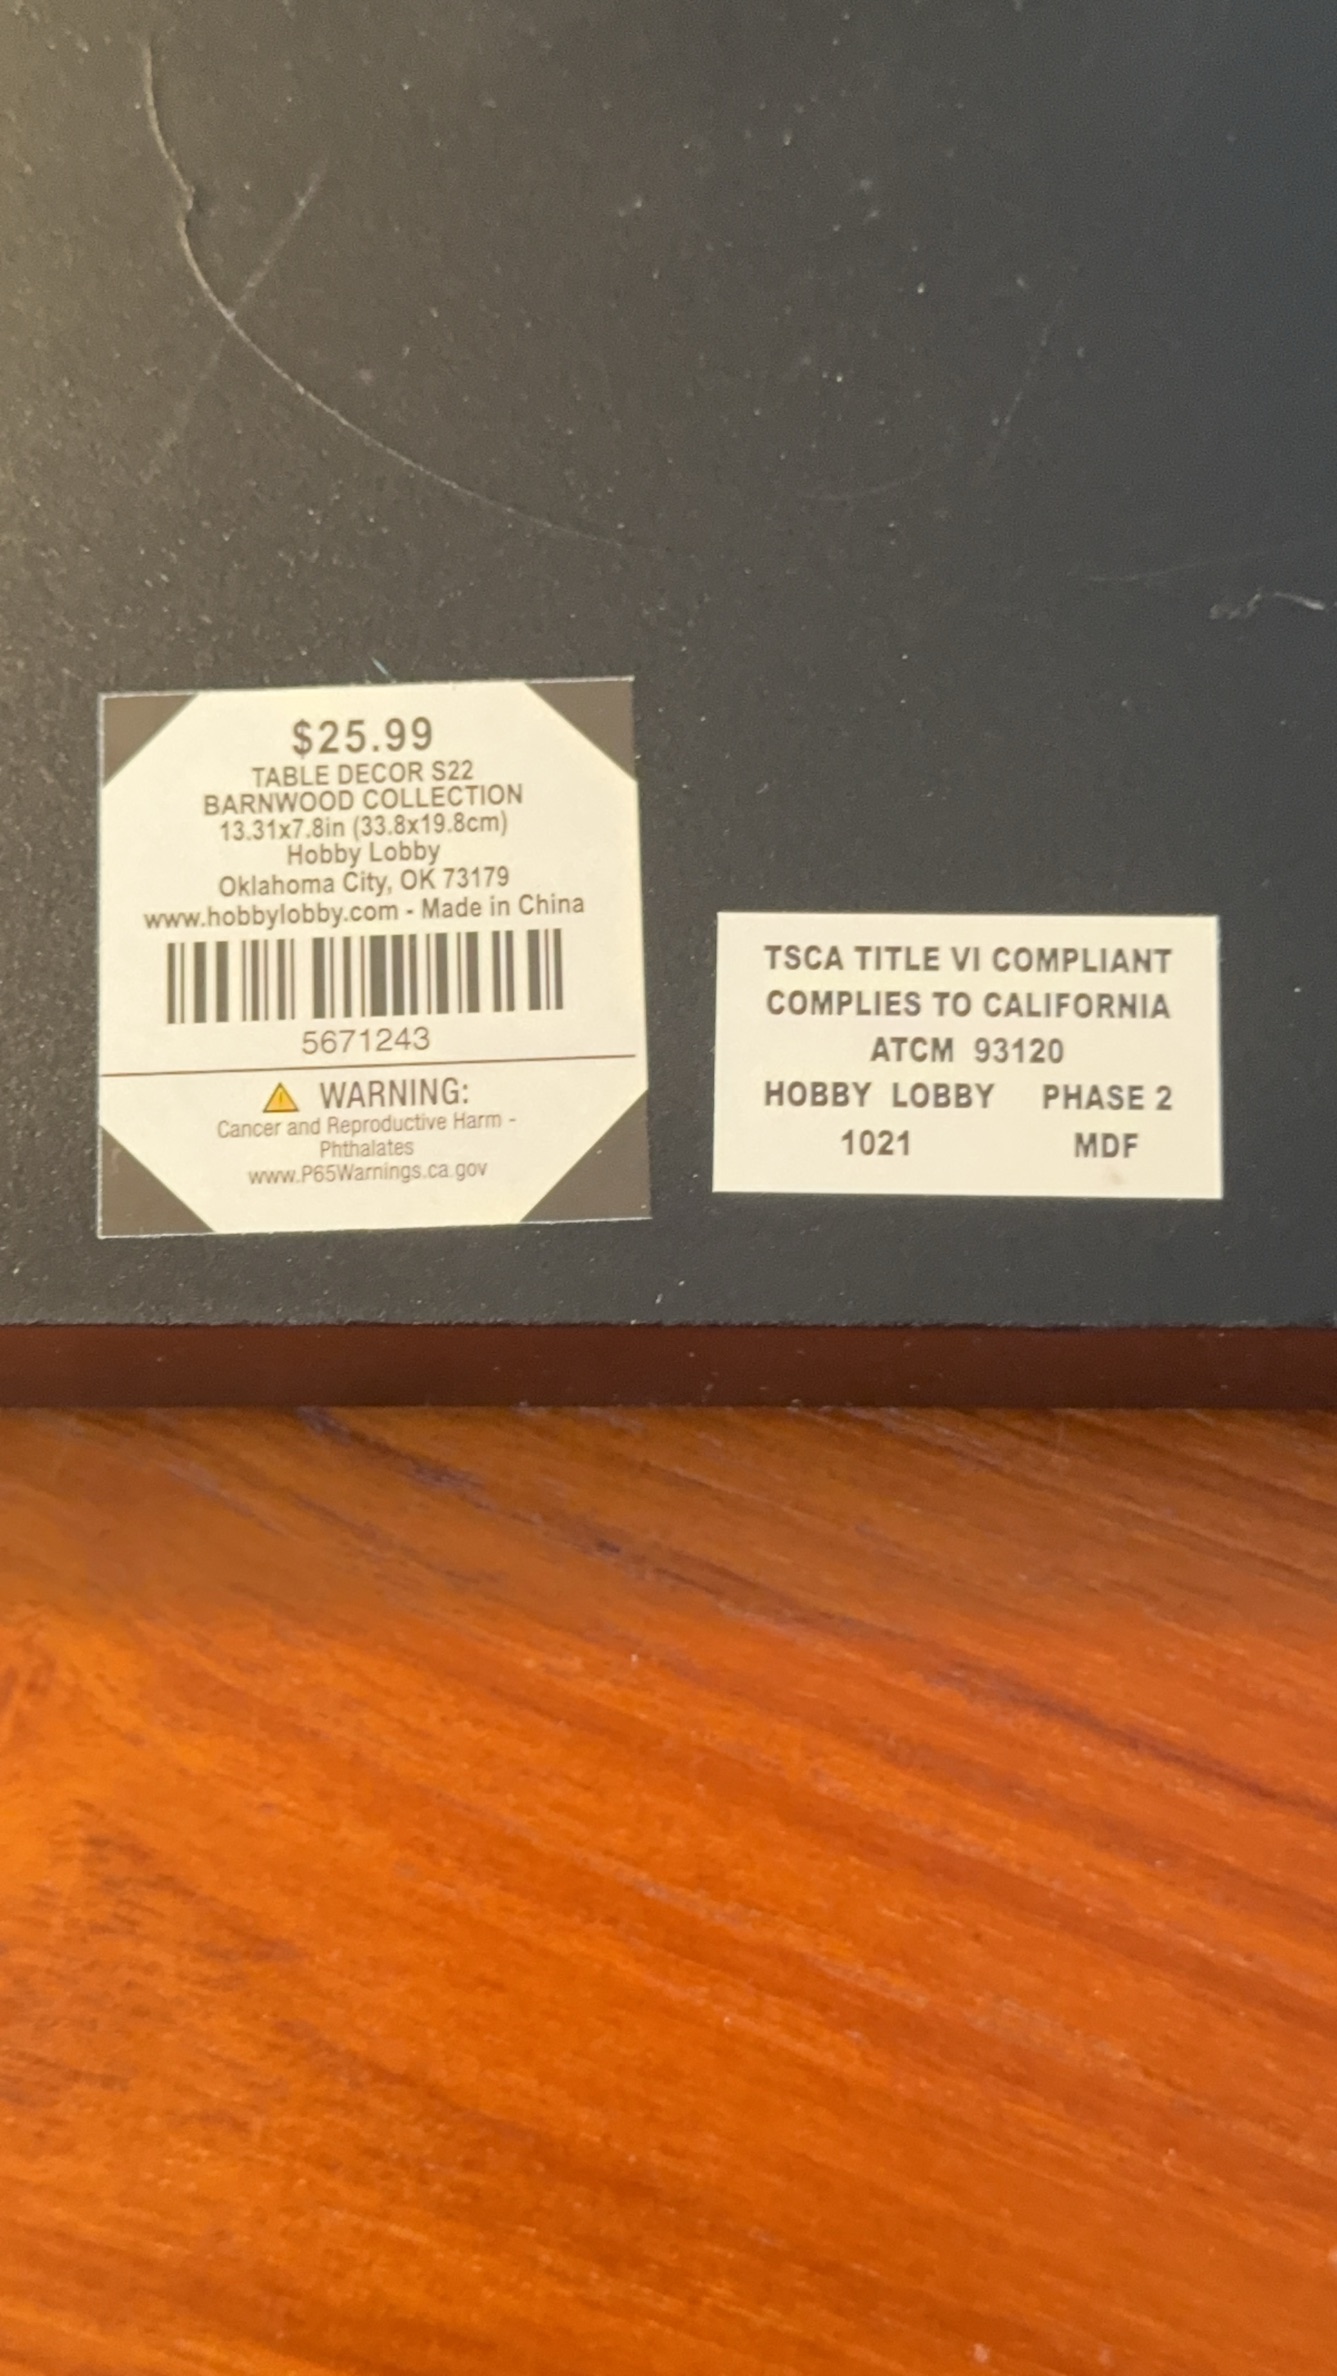 $25.99
TABLE DECOR S22
BARNWOOD COLLECTION
13.31x7.8in (33.8x19.8cm)
Hobby Lobby
Oklahoma City, OK 73179
www.hobbylobby.com - Made in China
5671243
WARNING:
Cancer and Reproductive Harm -
Phthalates
www.P65Warnings.ca.gov
TSCA TITLE VI COMPLIANT
COMPLIES TO CALIFORNIA
ATCM 93120
HOBBY LOBBY PHASE 2
1021 MDF